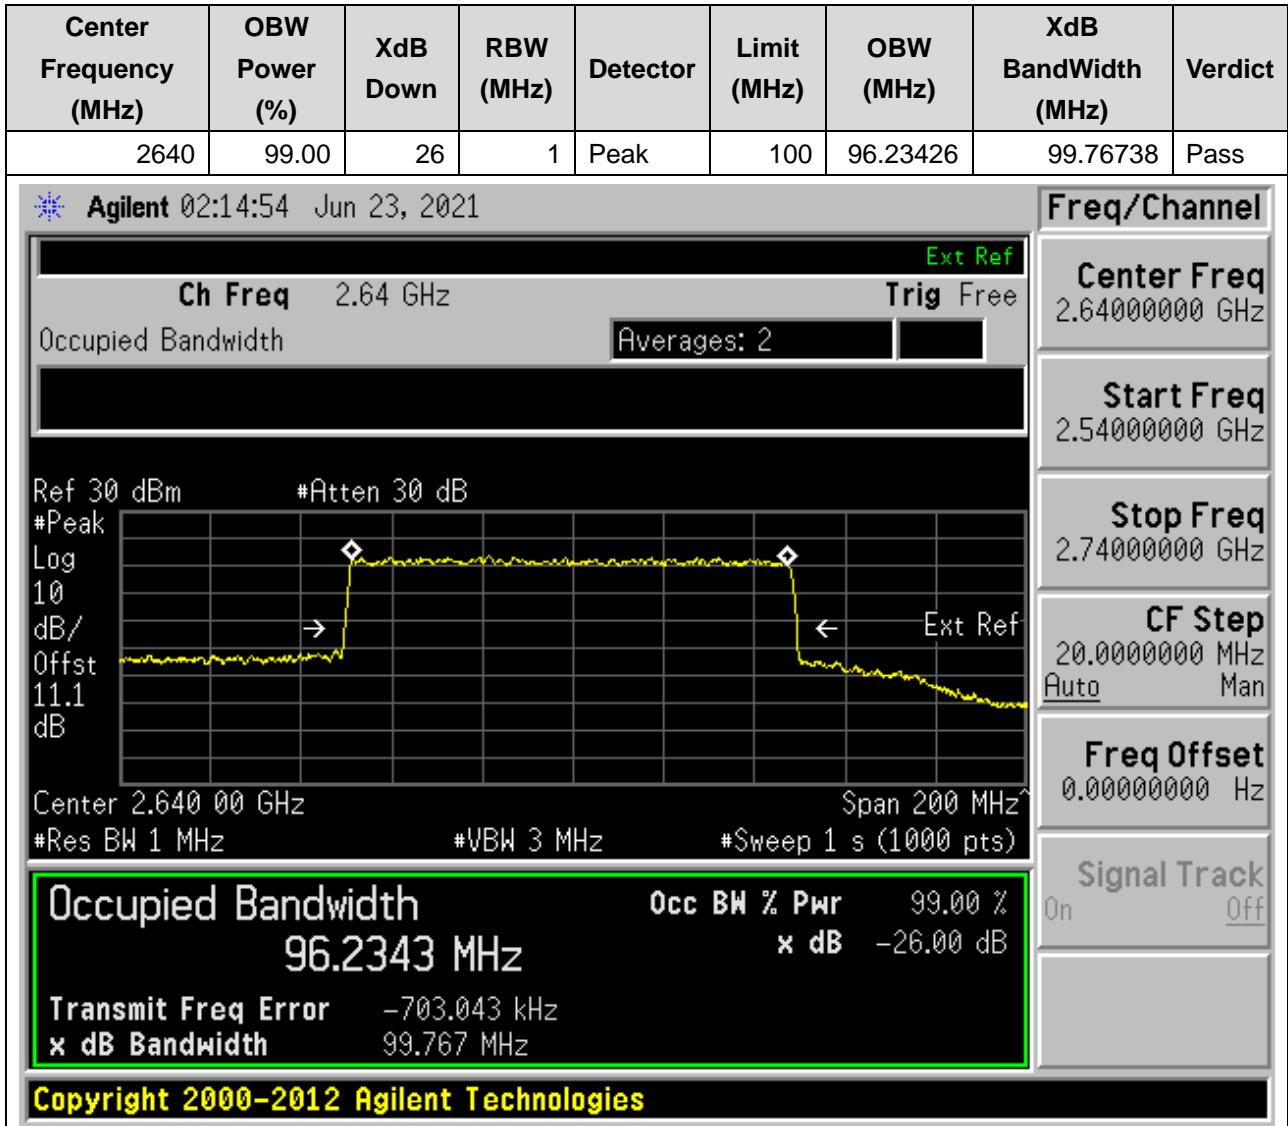 Center Frequency (MHz) OBW Power (%) XdB Down RBW (MHz) Detector Limit (MHz) OBW (MHz) XdB BandWidth (MHz) Verdict
2640 99.00 26 1 Peak 100 96.23426 99.76738 Pass
Agilent 02:14:54 Jun 23, 2021
Freq/Channel
Ext Ref
Ch Freq 2.64 GHz Trig Free
Occupied Bandwidth Averages: 2
Center Freq
2.64000000 GHz
Start Freq
2.54000000 GHz
Stop Freq
2.74000000 GHz
CF Step
20.0000000 MHz
Auto Man
Freq Offset
0.00000000 Hz
Signal Track
On Off
Ref 30 dBm #Atten 30 dB
#Peak
Log
10
dB/
Offst
11.1
dB
Ext Ref
Center 2.640 00 GHz Span 200 MHz^
#Res BW 1 MHz #VBW 3 MHz #Sweep 1 s (1000 pts)
Occupied Bandwidth Occ BW % Pwr 99.00 %
96.2343 MHz x dB -26.00 dB
Transmit Freq Error -703.043 kHz
x dB Bandwidth 99.767 MHz
Copyright 2000-2012 Agilent Technologies